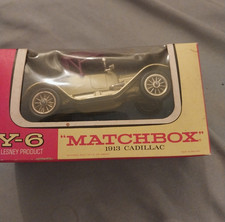 Y-6
"MATCHBOX"
LESNEY PRODUCT
1913 CADILLAC